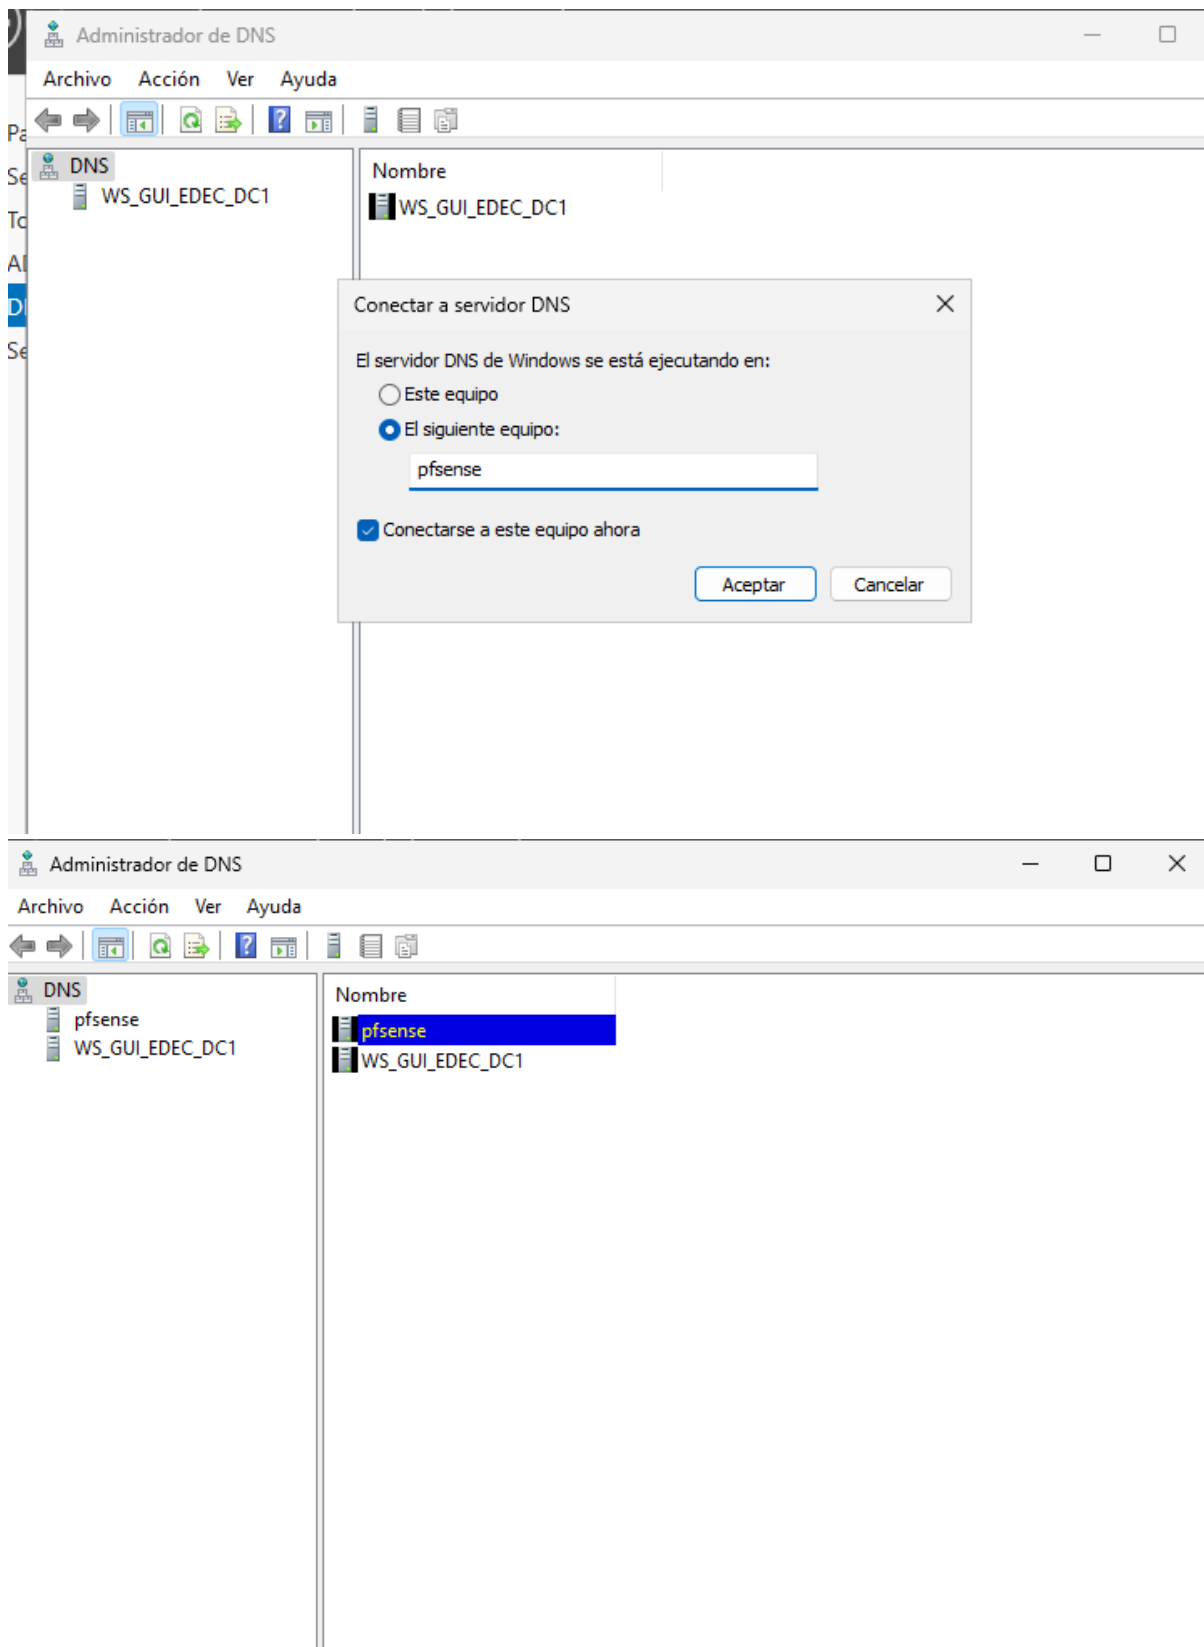 Administrador de DNS
Archivo Acción Ver Ayuda
DNS
WS_GUI_EDEC_DC1
Nombre
WS_GUI_EDEC_DC1
Conectar a servidor DNS
El servidor DNS de Windows se está ejecutando en:
Este equipo
El siguiente equipo:
pfsense
Conectarse a este equipo ahora
Aceptar Cancelar
Administrador de DNS
Archivo Acción Ver Ayuda
DNS
pfsense
WS_GUI_EDEC_DC1
Nombre
pfsense
WS_GUI_EDEC_DC1